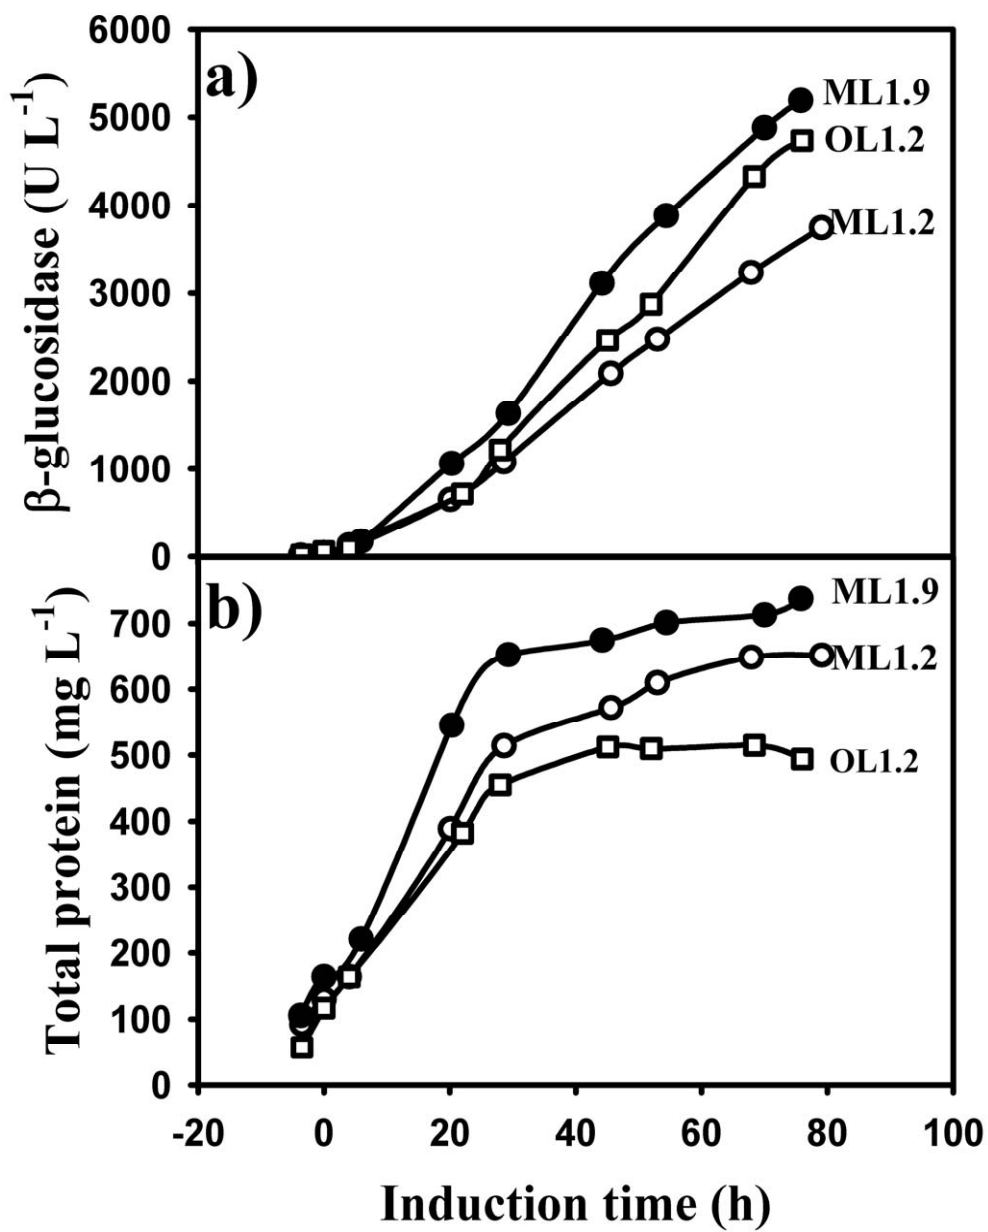 a)
β-glucosidase (U L-1)
6000
5000
4000
3000
2000
1000
0
ML1.9
OL1.2
ML1.2
b)
Total protein (mg L-1)
700
600
500
400
300
200
100
0
ML1.9
ML1.2
OL1.2
-20 0 20 40 60 80 100
Induction time (h)